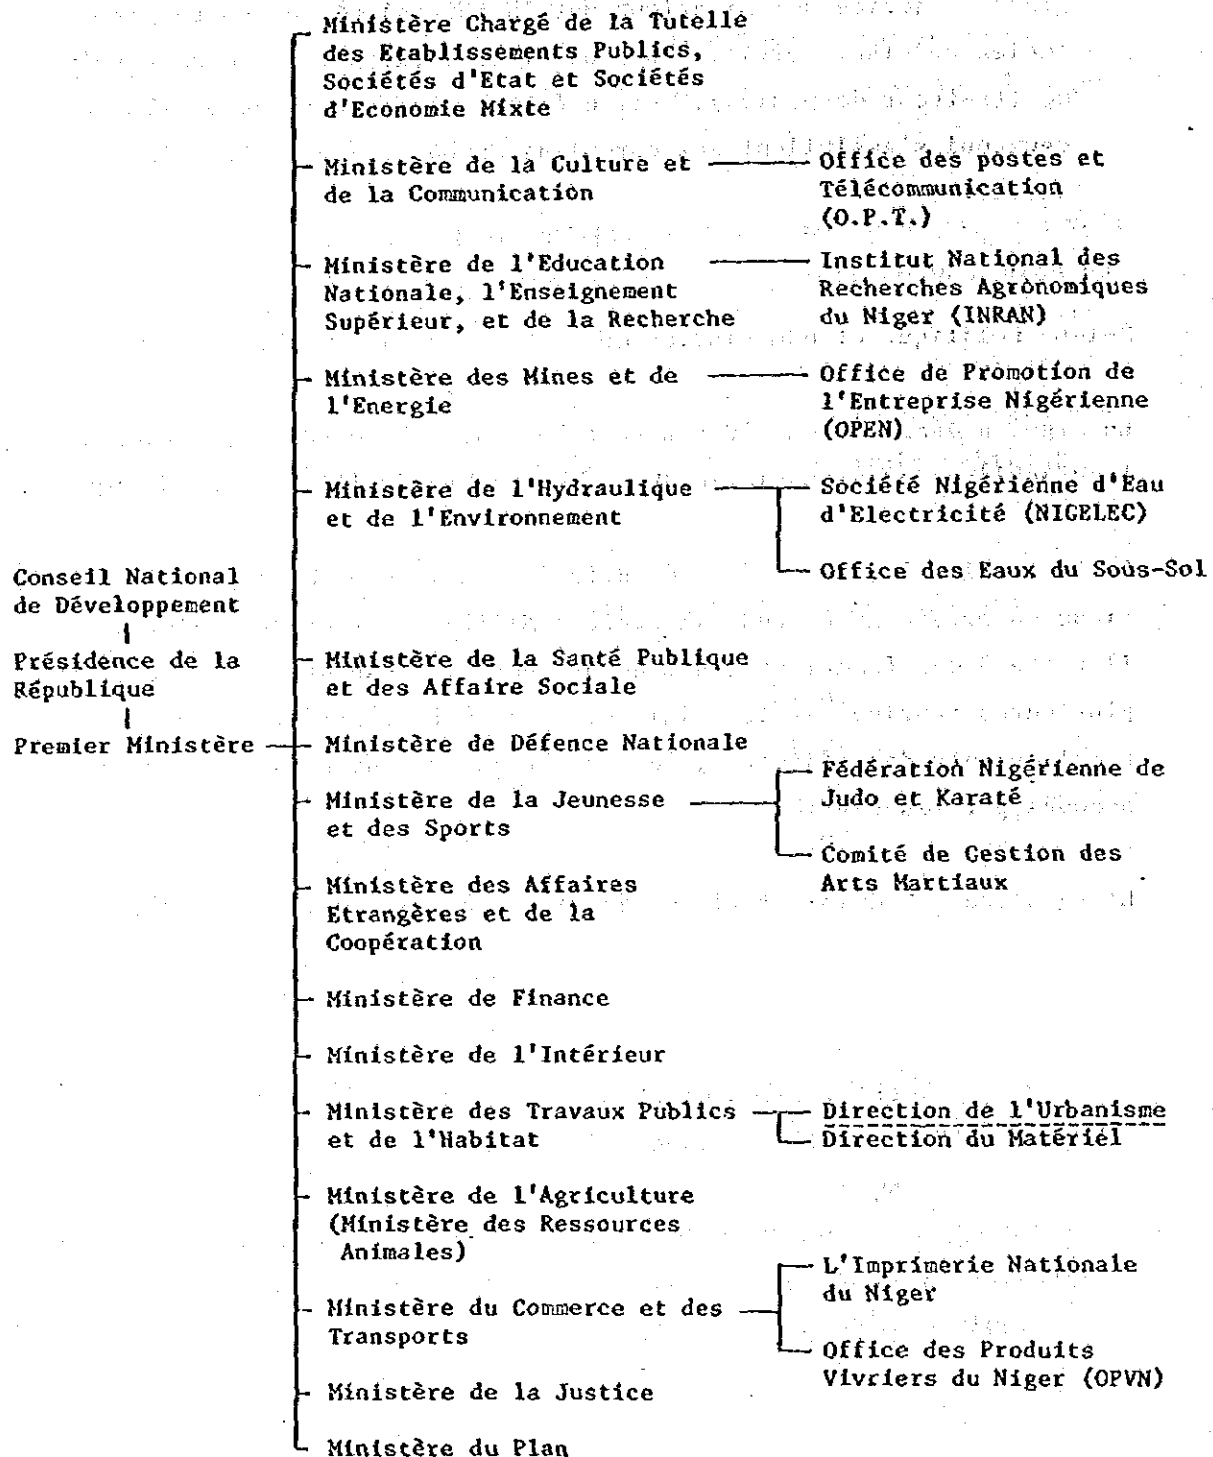 Ministère Chargé de la Tutelle
des Etablissements Publics,
Sociétés d'Etat et Sociétés
d'Economie Mixte
Ministère de la Culture et
de la Communication
Office des postes et
Télécommunication
(O.P.T.)
Ministère de l'Education
Nationale, l'Enseignement
Supérieur, et de la Recherche
Institut National des
Recherches Agronomiques
du Niger (INRAN)
Ministère des Mines et de
l'Energie
Office de Promotion de
l'Entreprise Nigérienne
(OPEN)
Ministère de l'Hydraulique
et de l'Environnement
Société Nigérienne d'Eau
d'Electricité (NIGELEC)
Office des Eaux du Sous-Sol
Conseil National
de Développement
Présidence de la
République
Premier Ministère
Ministère de la Santé Publique
et des Affaire Sociale
Ministère de Défence Nationale
Ministère de la Jeunesse
et des Sports
Fédération Nigérienne de
Judo et Karaté
Comité de Gestion des
Arts Martiaux
Ministère des Affaires
Etrangères et de la
Coopération
Ministère de Finance
Ministère de l'Intérieur
Ministère des Travaux Publics
et de l'Habitat
Direction de l'Urbanisme
Direction du Matériel
Ministère de l'Agriculture
(Ministère des Ressources
Animales)
Ministère du Commerce et des
Transports
L'Imprimerie Nationale
du Niger
Office des Produits
Vivriers du Niger (OPVN)
Ministère de la Justice
Ministère du Plan